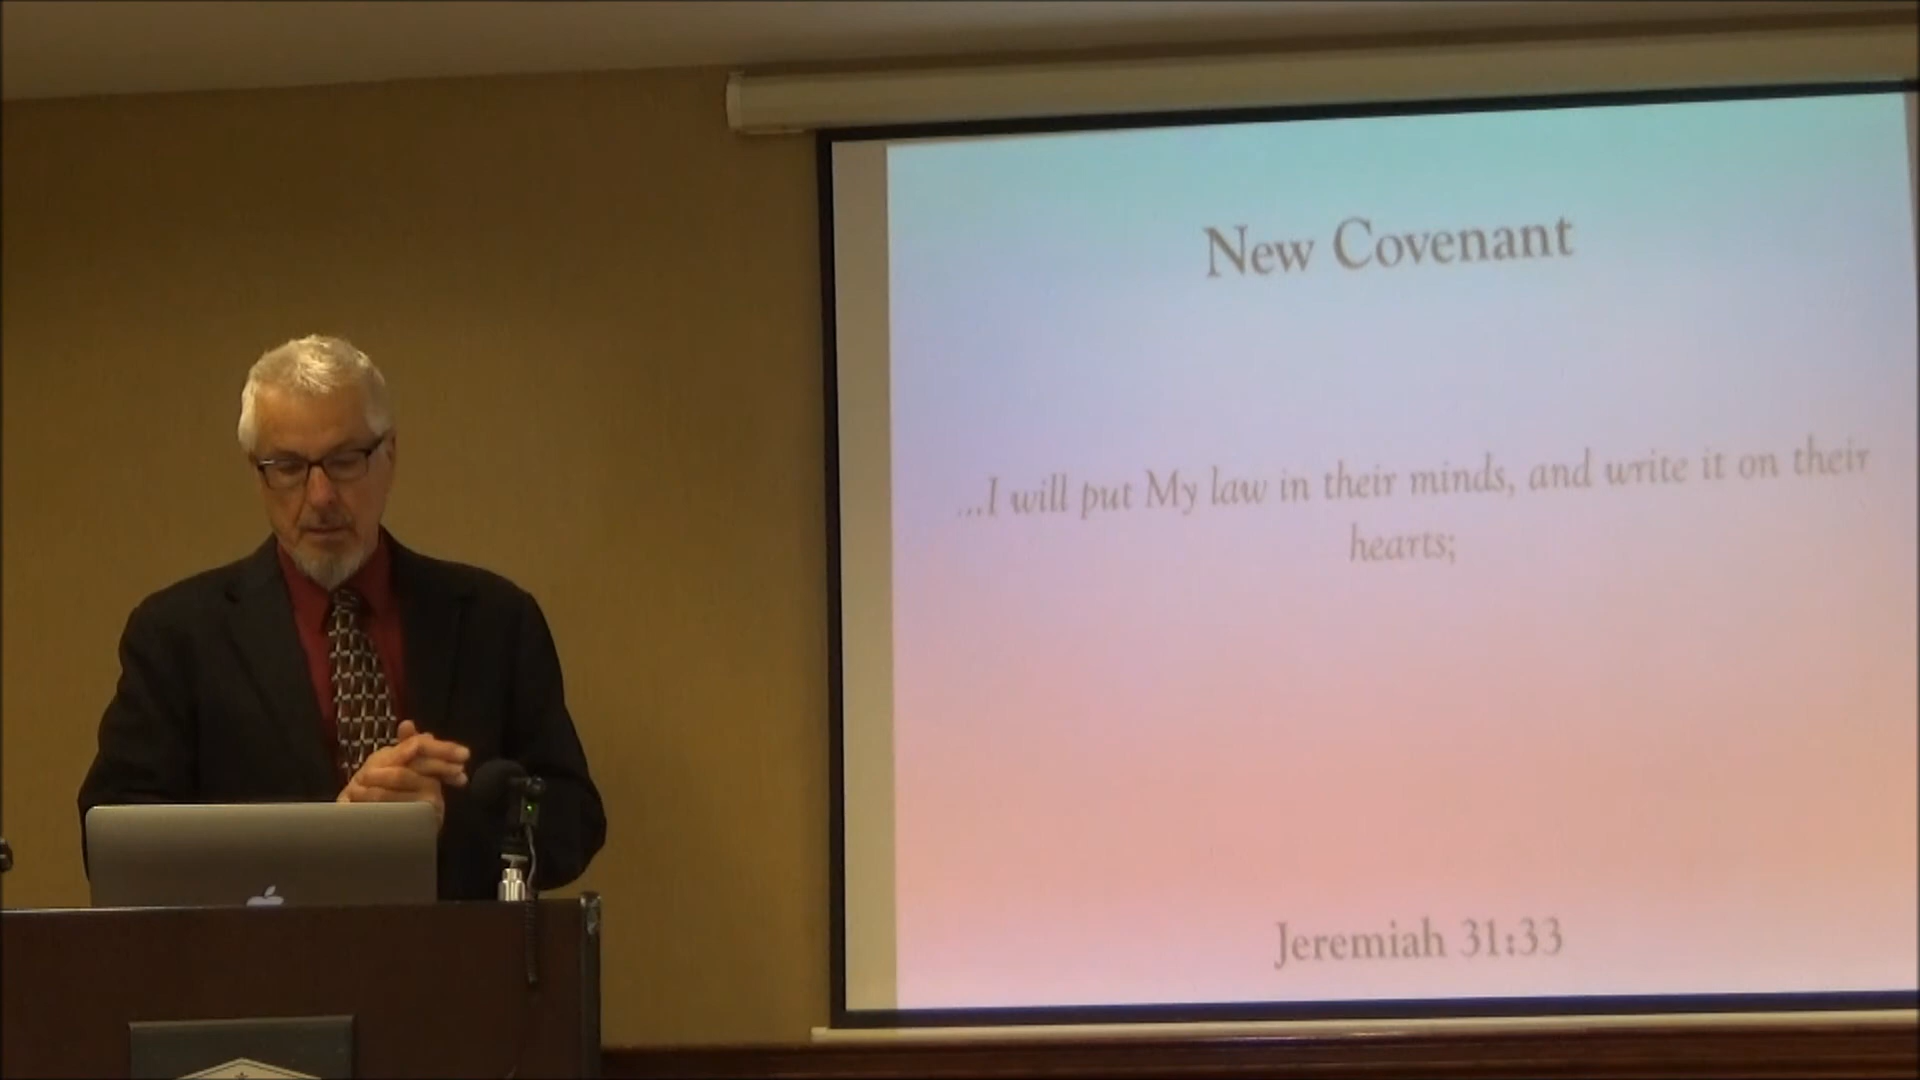 New Covenant
...I will put My law in their minds, and write it on their
hearts;
Jeremiah 31:33